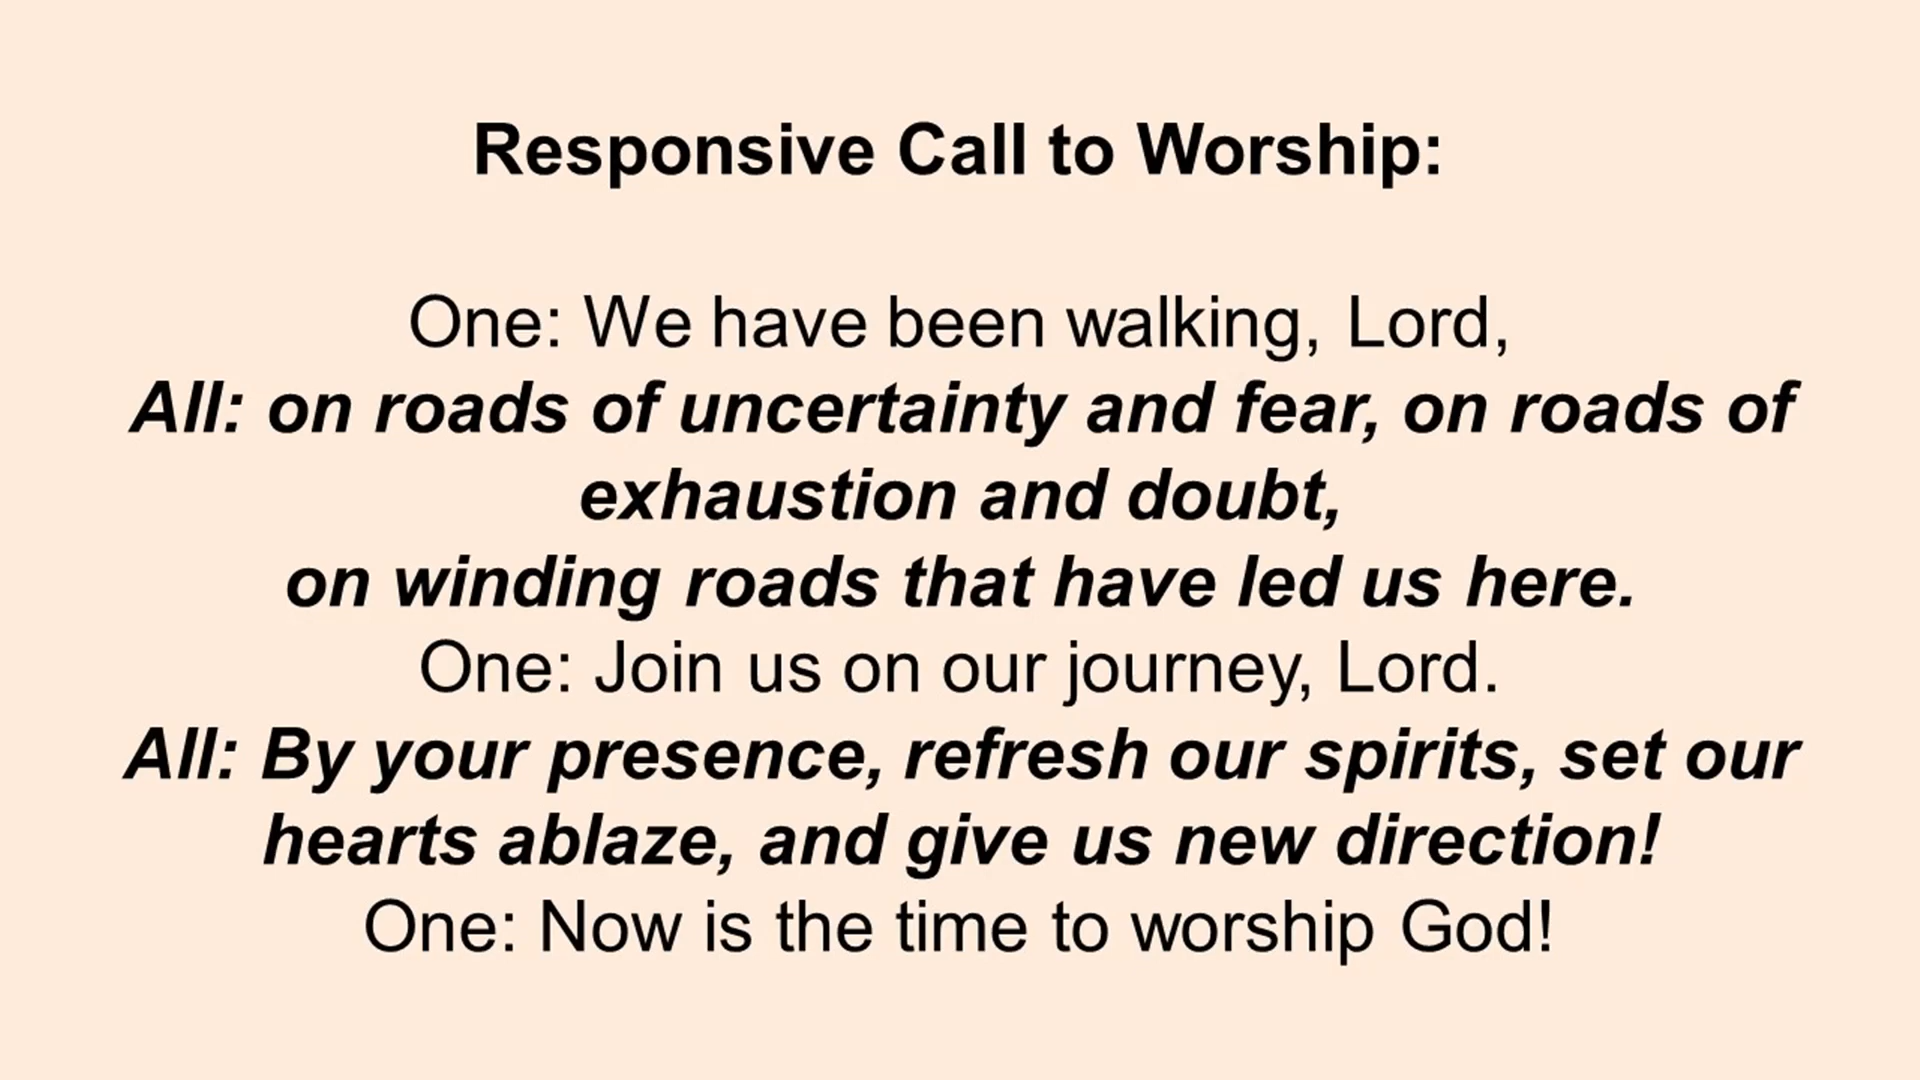 Responsive Call to Worship:
One: We have been walking, Lord,
All: on roads of uncertainty and fear, on roads of
exhaustion and doubt,
on winding roads that have led us here.
One: Join us on our journey, Lord.
All: By your presence, refresh our spirits, set our
hearts ablaze, and give us new direction!
One: Now is the time to worship God!